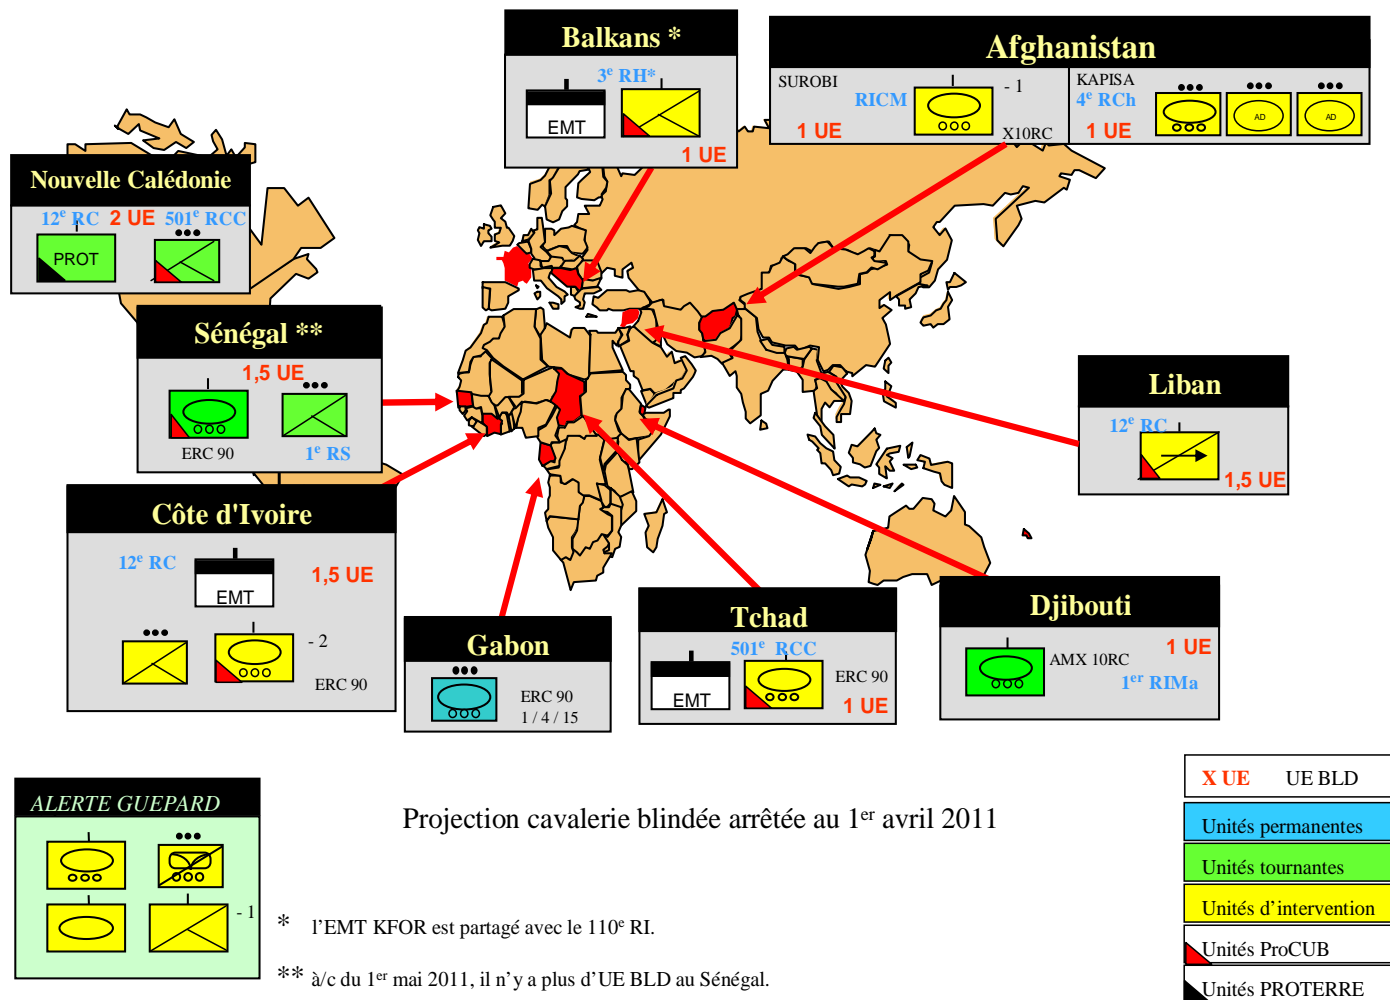 Balkans *
3e RH*
EMT
1 UE
Afghanistan
SUROBI
RICM
- 1
1 UE
X10RC
KAPISA
4e RCh
1 UE
AD
AD
Nouvelle Calédonie
12e RC 2 UE 501e RCC
PROT
Sénégal **
1,5 UE
ERC 90
1e RS
Liban
12e RC
1,5 UE
Côte d'Ivoire
12e RC
1,5 UE
EMT
- 2
ERC 90
Gabon
ERC 90
1 / 4 / 15
Tchad
501e RCC
EMT
ERC 90
1 UE
Djibouti
1 UE
AMX 10RC
1er RIMa
ALERTE GUEPARD
- 1
Projection cavalerie blindée arrêtée au 1er avril 2011
* l'EMT KFOR est partagé avec le 110e RI.
** à/c du 1er mai 2011, il n'y a plus d'UE BLD au Sénégal.
X UE UE BLD
Unités permanentes
Unités tournantes
Unités d'intervention
Unités ProCUB
Unités PROTERRE